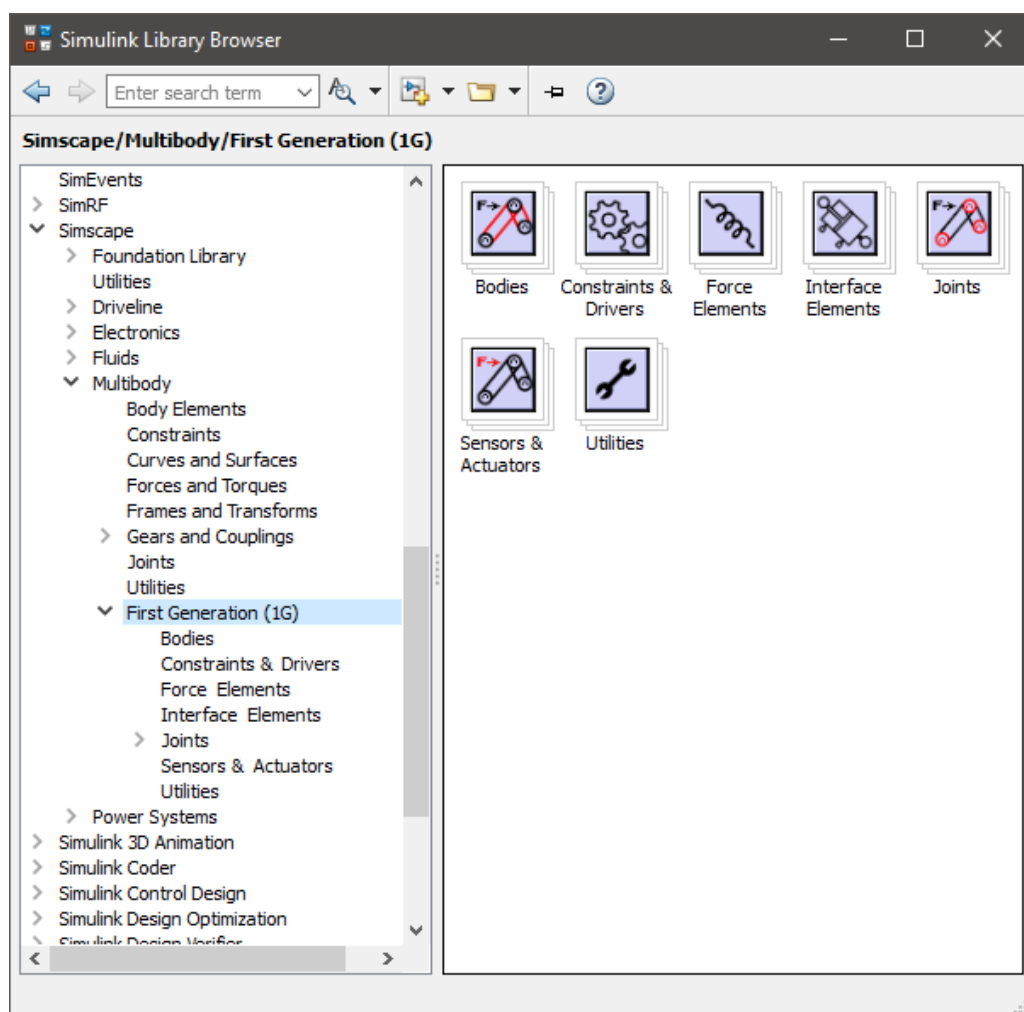 Simulink Library Browser
Enter search term
Simscape/Multibody/First Generation (1G)
SimEvents
SimRF
Simscape
Foundation Library
Utilities
Driveline
Electronics
Fluids
Multibody
Body Elements
Constraints
Curves and Surfaces
Forces and Torques
Frames and Transforms
Gears and Couplings
Joints
Utilities
First Generation (1G)
Bodies
Constraints & Drivers
Force Elements
Interface Elements
Joints
Sensors & Actuators
Utilities
Power Systems
Simulink 3D Animation
Simulink Coder
Simulink Control Design
Simulink Design Optimization
Simulink Design Verifier
Bodies
Constraints &
Drivers
Force
Elements
Interface
Elements
Joints
Sensors &
Actuators
Utilities